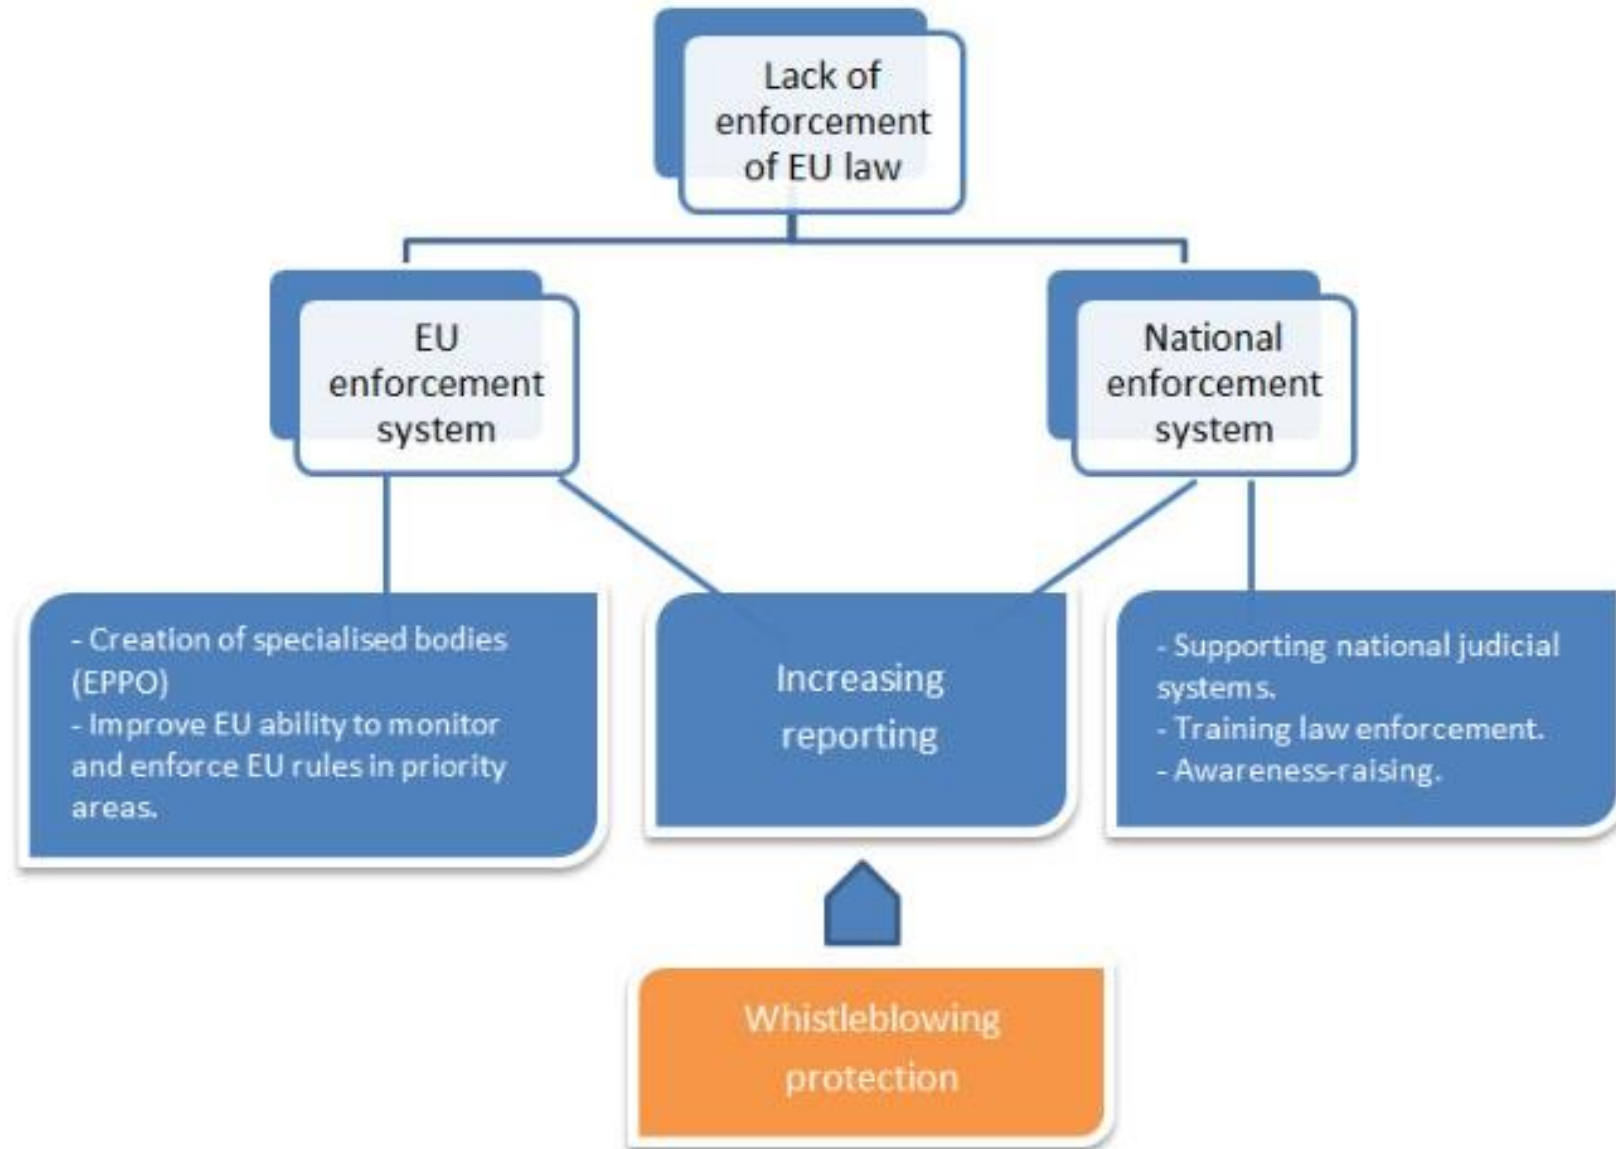 Lack of
enforcement
of EU law
EU
enforcement
system
National
enforcement
system
- Creation of specialised bodies
(EPPO)
- Improve EU ability to monitor
and enforce EU rules in priority
areas.
Increasing
reporting
- Supporting national judicial
systems.
- Training law enforcement.
- Awareness-raising.
Whistleblowing
protection